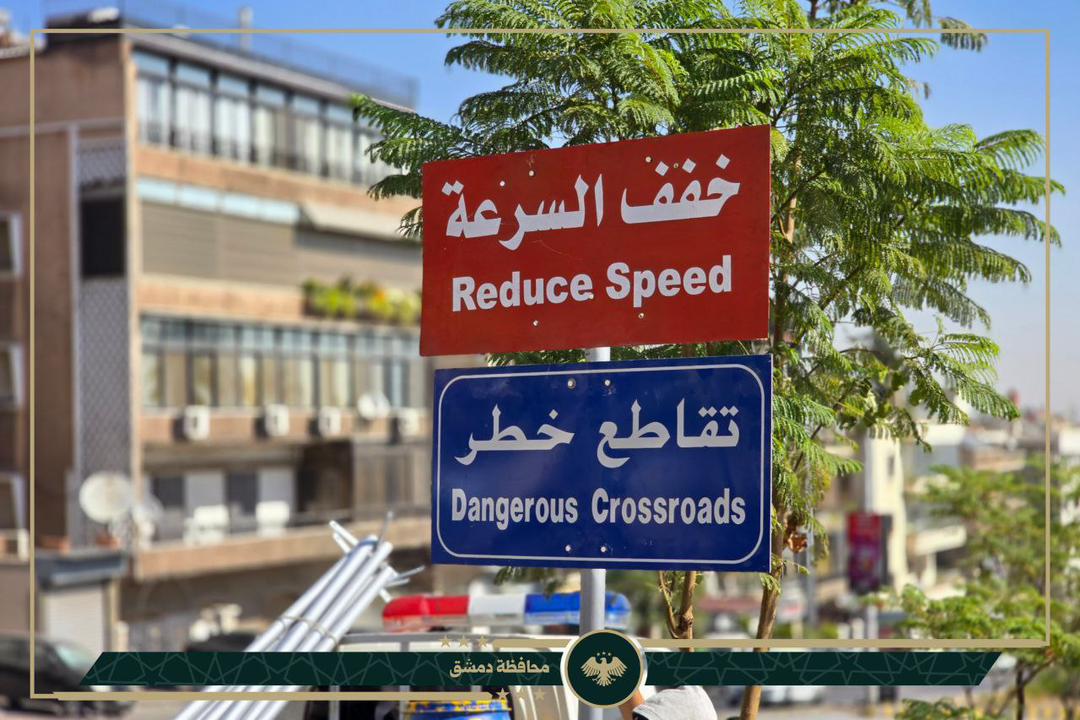 خفف السرعة
Reduce Speed
تقاطع خطر
Dangerous Crossroads
محافظة دمشق